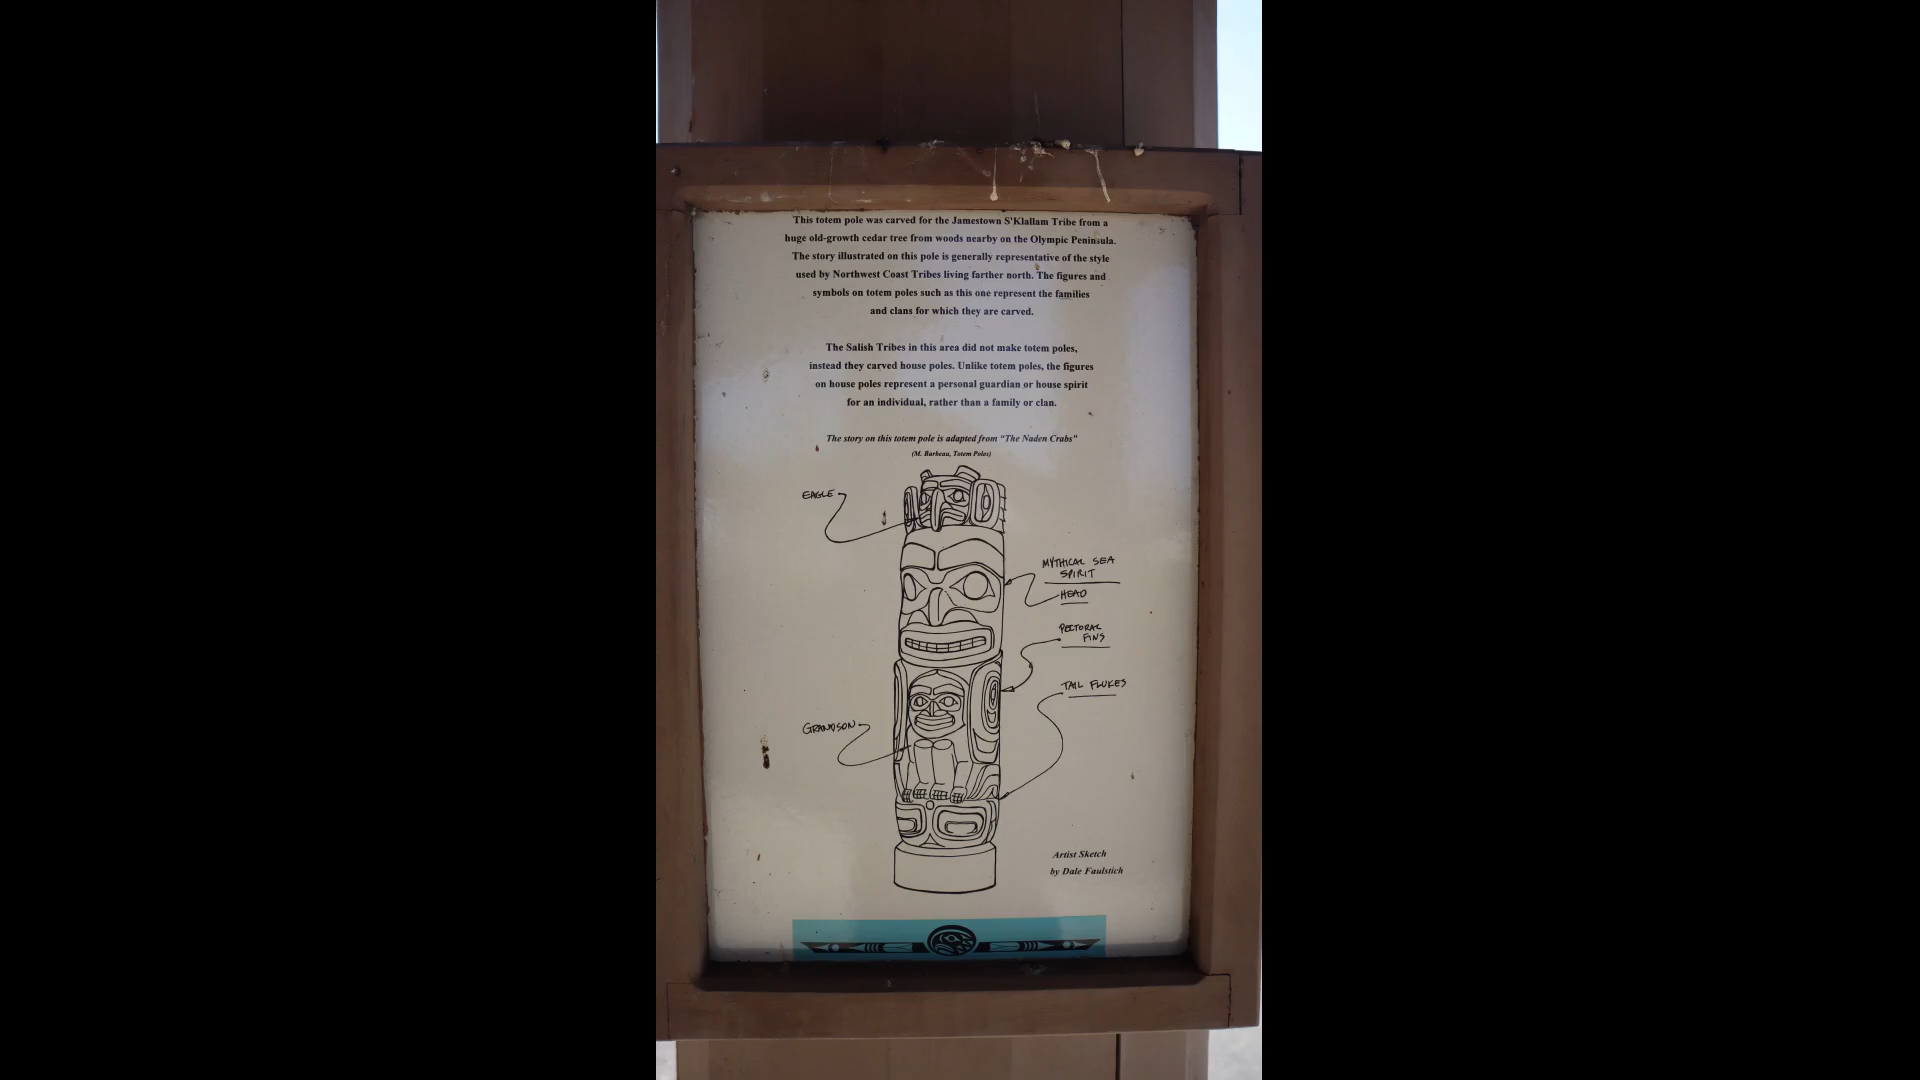 This totem pole was carved for the Jamestown S'Klallam Tribe from a
huge old-growth cedar tree from woods nearby on the Olympic Peninsula.
The story illustrated on this pole is generally representative of the style
used by Northwest Coast Tribes living farther north. The figures and
symbols on totem poles such as this one represent the families
and clans for which they are carved.
The Salish Tribes in this area did not make totem poles,
instead they carved house poles. Unlike totem poles, the figures
on house poles represent a personal guardian or house spirit
for an individual, rather than a family or clan.
The story on this totem pole is adapted from "The Naden Crabs"
(M. Barbeau, Totem Poles)
EAGLE
MYTHICAL SEA
SPIRIT
HEAD
PECTORAL
FINS
TAIL FLUKES
GRANDSON
Artist Sketch
by Dale Faulstich